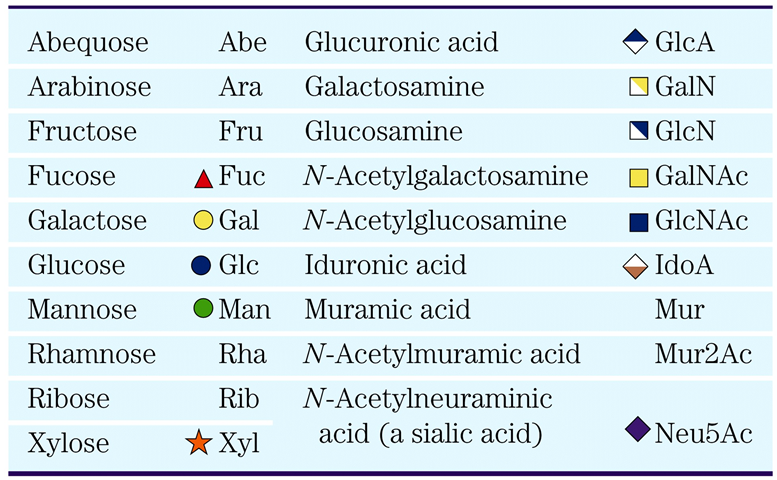 Abequose Abe Glucuronic acid GlcA
Arabinose Ara Galactosamine GalN
Fructose Fru Glucosamine GlcN
Fucose Fuc N-Acetylgalactosamine GalNAc
Galactose Gal N-Acetylglucosamine GlcNAc
Glucose Glc Iduronic acid IdoA
Mannose Man Muramic acid Mur
Rhamnose Rha N-Acetylmuramic acid Mur2Ac
Ribose Rib N-Acetylneuraminic
acid (a sialic acid) Neu5Ac
Xylose Xyl